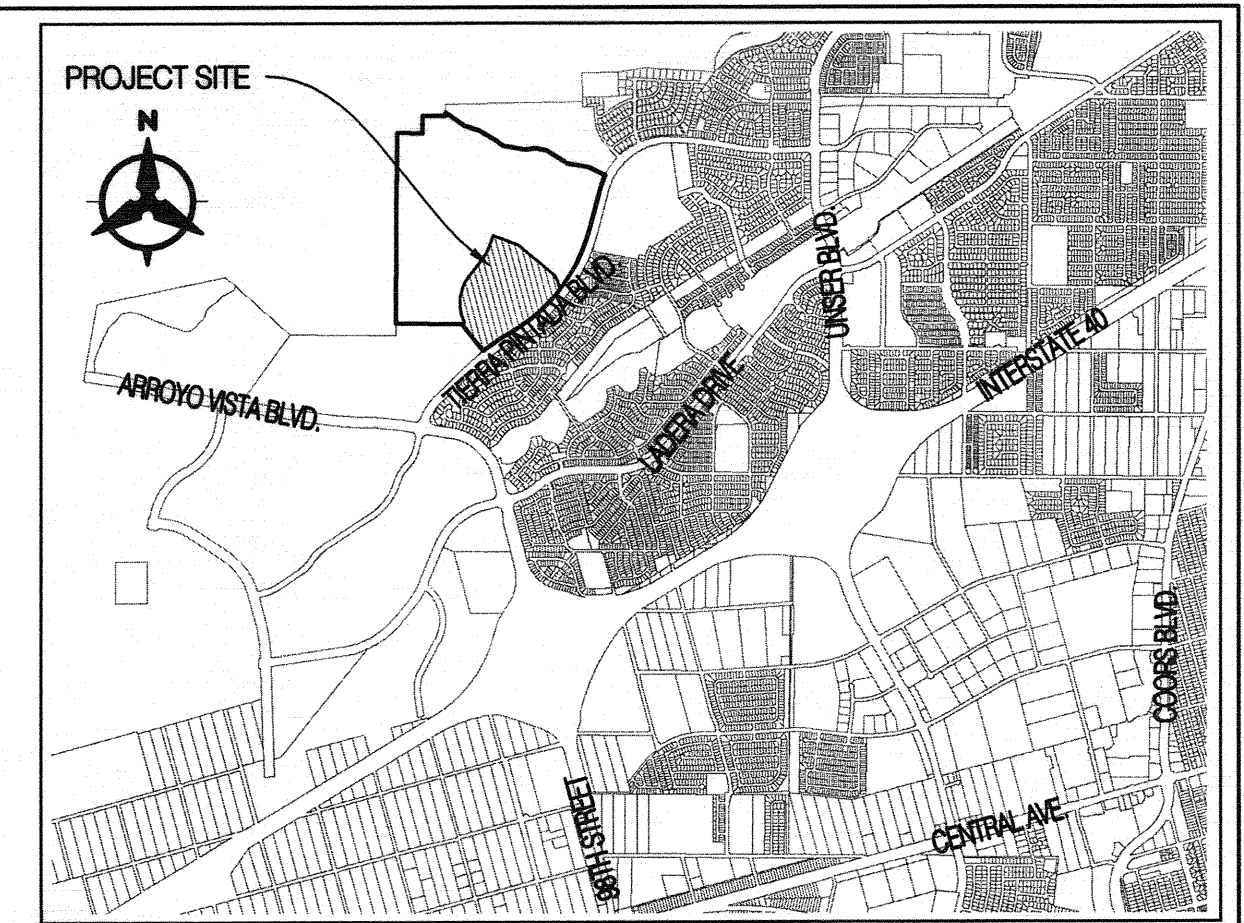 PROJECT SITE
N
TIERRA PINTADA BLVD.
UNSER BLVD.
INTERSTATE 40
ARROYO VISTA BLVD.
LADERA DRIVE
COORS BLVD.
98TH STREET
CENTRAL AVE.